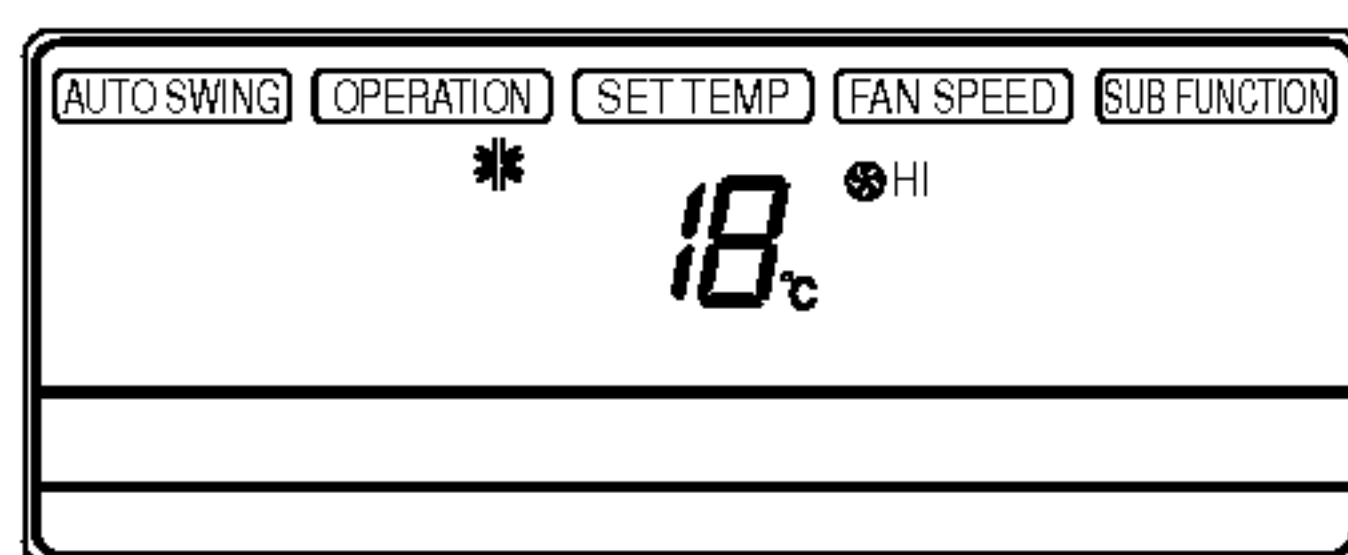 AUTO SWING OPERATION SET TEMP FAN SPEED SUB FUNCTION
HI
18°C